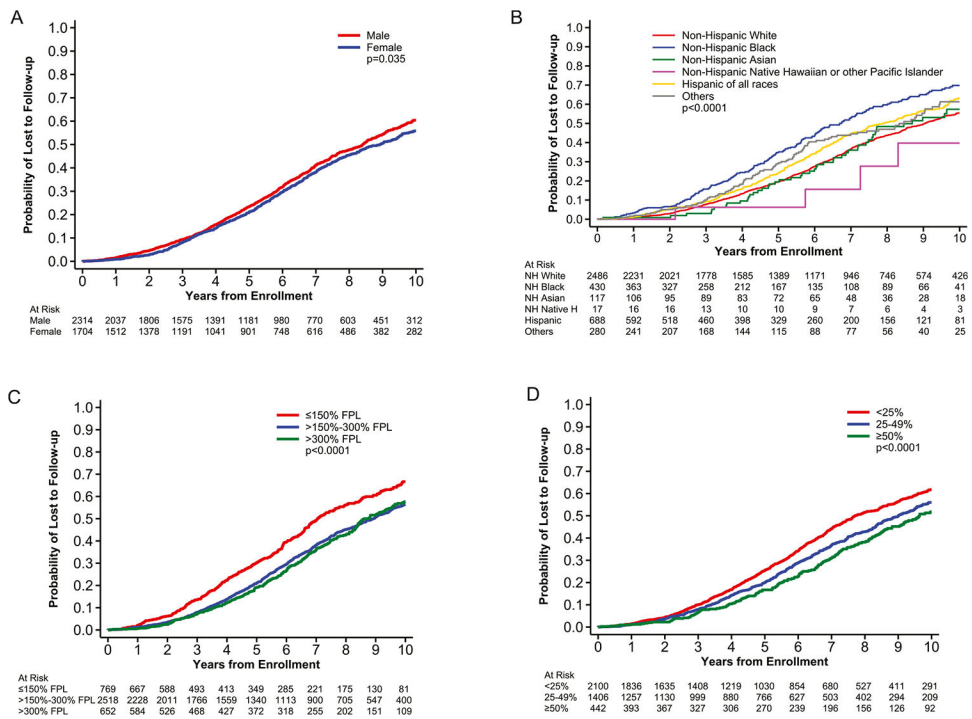 A
Probability of Lost to Follow-up
1.0
0.9
0.8
0.7
0.6
0.5
0.4
0.3
0.2
0.1
0.0
Male
Female
p=0.035
0 1 2 3 4 5 6 7 8 9 10
Years from Enrollment
At Risk
Male 2314 2037 1806 1575 1391 1181 980 770 603 451 312
Female 1704 1512 1378 1191 1041 901 748 616 486 382 282
B
Probability of Lost to Follow-up
1.0
0.9
0.8
0.7
0.6
0.5
0.4
0.3
0.2
0.1
0.0
Non-Hispanic White
Non-Hispanic Black
Non-Hispanic Asian
Non-Hispanic Native Hawaiian or other Pacific Islander
Hispanic of all races
Others
p<0.0001
0 1 2 3 4 5 6 7 8 9 10
Years from Enrollment
At Risk
NH White 2486 2231 2021 1778 1585 1389 1171 946 746 574 426
NH Black 430 363 327 258 212 167 135 108 89 66 41
NH Asian 117 106 95 89 83 72 65 48 36 28 18
NH Native H 17 16 16 13 10 10 9 7 6 4 3
Hispanic 688 592 518 460 398 329 260 200 156 121 81
Others 280 241 207 168 144 115 88 77 56 40 25
C
Probability of Lost to Follow-up
1.0
0.9
0.8
0.7
0.6
0.5
0.4
0.3
0.2
0.1
0.0
≤150% FPL
>150%-300% FPL
>300% FPL
p<0.0001
0 1 2 3 4 5 6 7 8 9 10
Years from Enrollment
At Risk
≤150% FPL 769 667 588 493 413 349 285 221 175 130 81
>150%-300% FPL 2518 2228 2011 1766 1559 1340 1113 900 705 547 400
>300% FPL 652 584 526 468 427 372 318 255 202 151 109
D
Probability of Lost to Follow-up
1.0
0.9
0.8
0.7
0.6
0.5
0.4
0.3
0.2
0.1
0.0
<25%
25-49%
≥50%
p<0.0001
0 1 2 3 4 5 6 7 8 9 10
Years from Enrollment
At Risk
<25% 2100 1836 1635 1408 1219 1030 854 680 527 411 291
25-49% 1406 1257 1130 999 880 766 627 503 402 294 209
≥50% 442 393 367 327 306 270 239 196 156 126 92